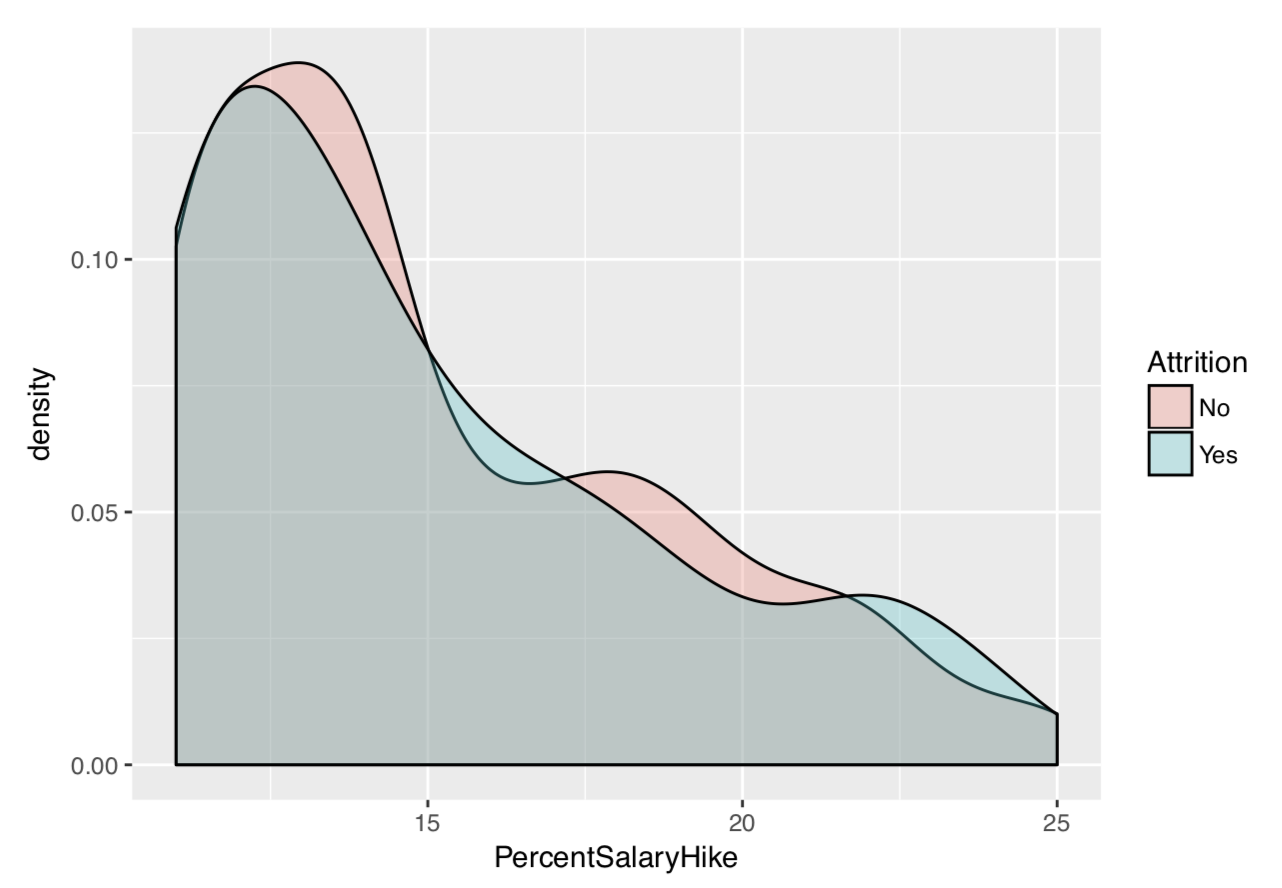 density
0.10
0.05
0.00
15
20
25
PercentSalaryHike
Attrition
No
Yes